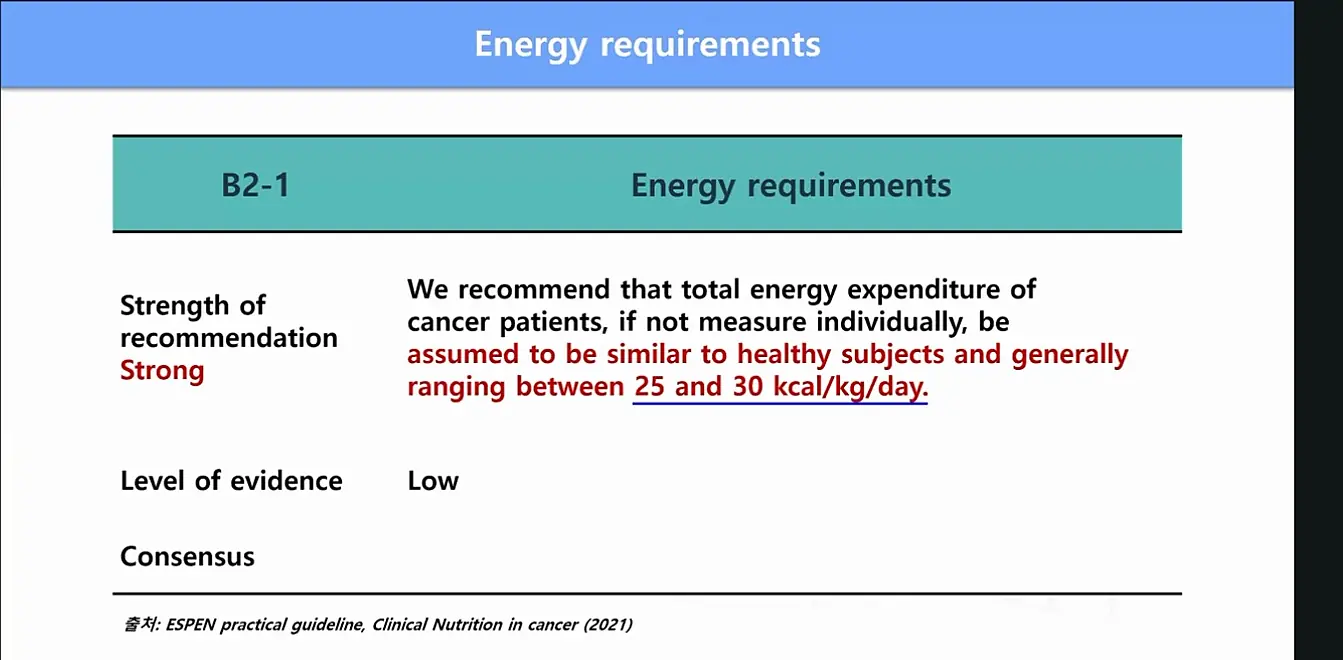 Energy requirements
B2-1 Energy requirements
Strength of
recommendation
Strong
We recommend that total energy expenditure of
cancer patients, if not measure individually, be
assumed to be similar to healthy subjects and generally
ranging between 25 and 30 kcal/kg/day.
Level of evidence Low
Consensus
출처: ESPEN practical guideline, Clinical Nutrition in cancer (2021)